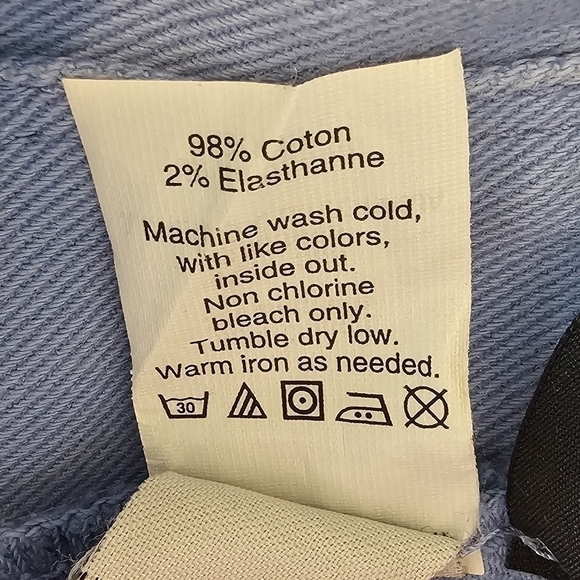 98% Coton
2% Elasthanne
Machine wash cold,
with like colors,
inside out.
Non chlorine
bleach only.
Tumble dry low.
Warm iron as needed.
30